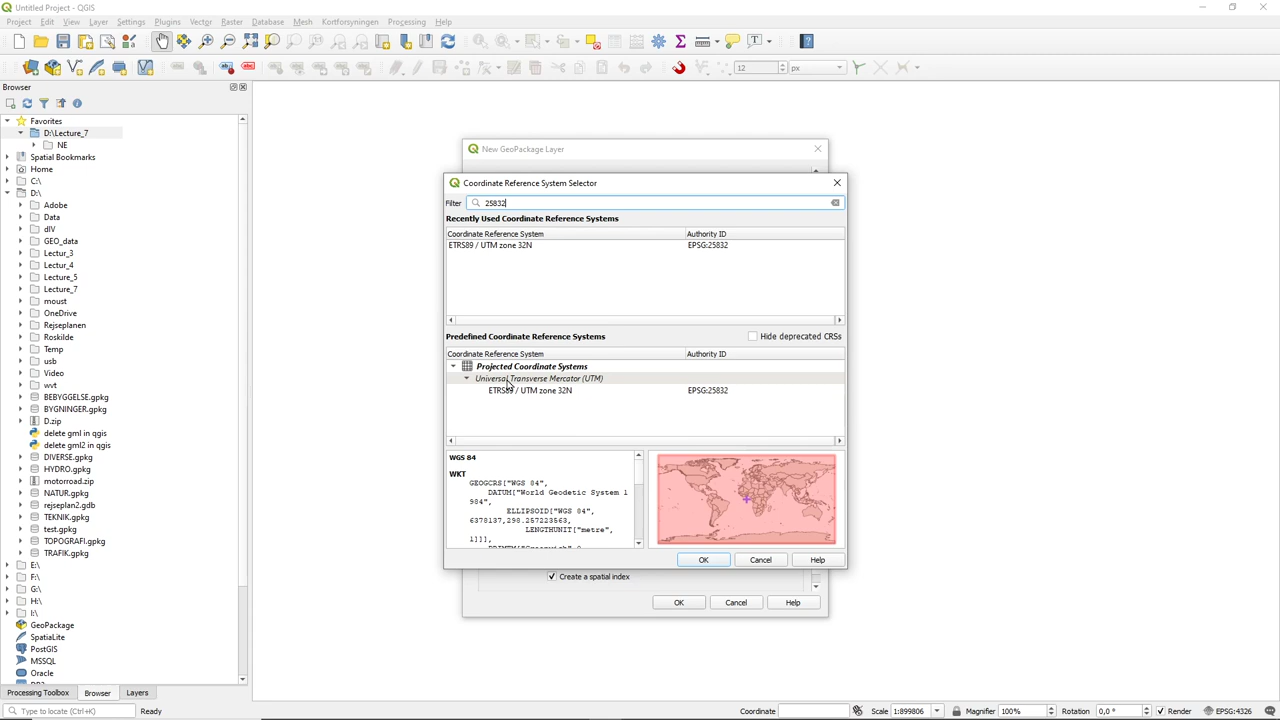 Untitled Project - QGIS
Project Edit View Layer Settings Plugins Vector Raster Database Mesh Kortforsyningen Processing Help
12 px
Browser
Favorites
D:\Lecture_7
NE
Spatial Bookmarks
Home
C:\
D:\
Adobe
Data
dIV
GEO_data
Lectur_3
Lectur_4
Lecture_5
Lecture_7
moust
OneDrive
Rejseplanen
Roskilde
Temp
usb
Video
wvt
BEBYGGELSE.gpkg
BYGNINGER.gpkg
D.zip
delete gml in qgis
delete gml2 in qgis
DIVERSE.gpkg
HYDRO.gpkg
motorroad.zip
NATUR.gpkg
rejseplan2.gdb
TEKNIK.gpkg
test.gpkg
TOPOGRAFI.gpkg
TRAFIK.gpkg
E:\
F:\
G:\
H:\
I:\
GeoPackage
SpatiaLite
PostGIS
MSSQL
Oracle
Processing Toolbox Browser Layers
New GeoPackage Layer
Coordinate Reference System Selector
Filter 25832
Recently Used Coordinate Reference Systems
Coordinate Reference System Authority ID
ETRS89 / UTM zone 32N EPSG:25832
Predefined Coordinate Reference Systems Hide deprecated CRSs
Coordinate Reference System Authority ID
Projected Coordinate Systems
Universal Transverse Mercator (UTM)
ETRS89 / UTM zone 32N EPSG:25832
WGS 84
WKT
GEOGCRS["WGS 84",
DATUM["World Geodetic System 1
984",
ELLIPSOID["WGS 84",
6378137,298.257223563,
LENGTHUNIT["metre",
1]]],
OK Cancel Help
Create a spatial index
OK Cancel Help
Type to locate (Ctrl+K) Ready Coordinate Scale 1:899806 Magnifier 100% Rotation 0,0 ° Render EPSG:4326